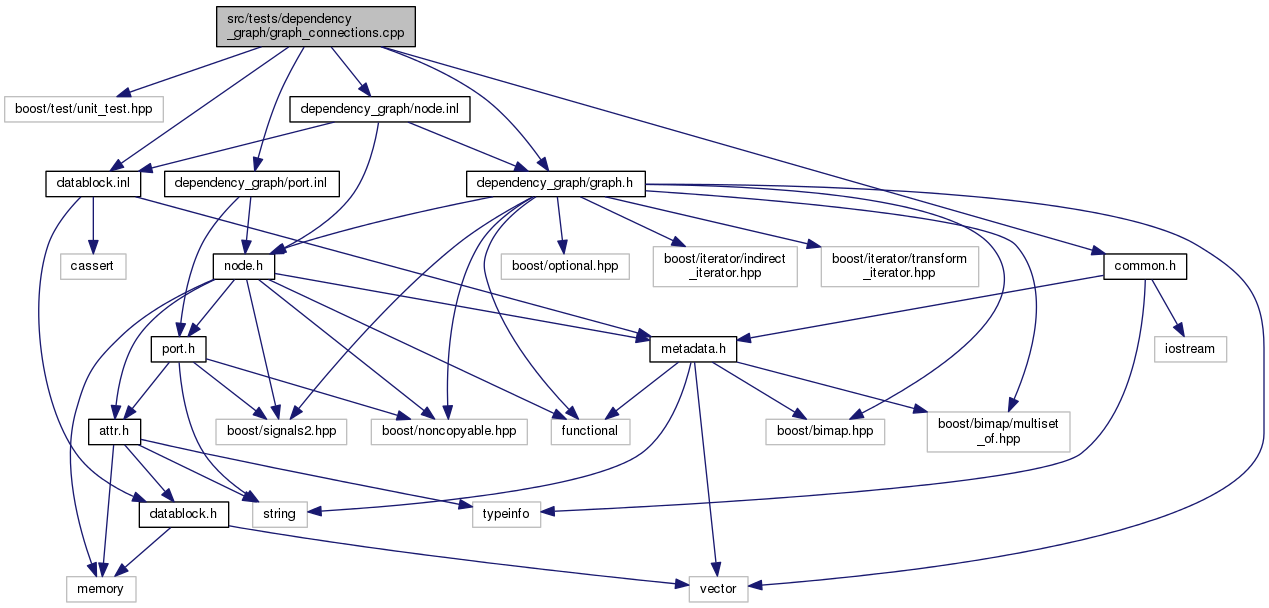 src/tests/dependency
_graph/graph_connections.cpp
boost/test/unit_test.hpp
dependency_graph/node.inl
datablock.inl
dependency_graph/port.inl
dependency_graph/graph.h
cassert
node.h
boost/optional.hpp
boost/iterator/indirect
_iterator.hpp
boost/iterator/transform
_iterator.hpp
common.h
port.h
metadata.h
iostream
attr.h
boost/signals2.hpp
boost/noncopyable.hpp
functional
boost/bimap.hpp
boost/bimap/multiset
_of.hpp
datablock.h
string
typeinfo
memory
vector